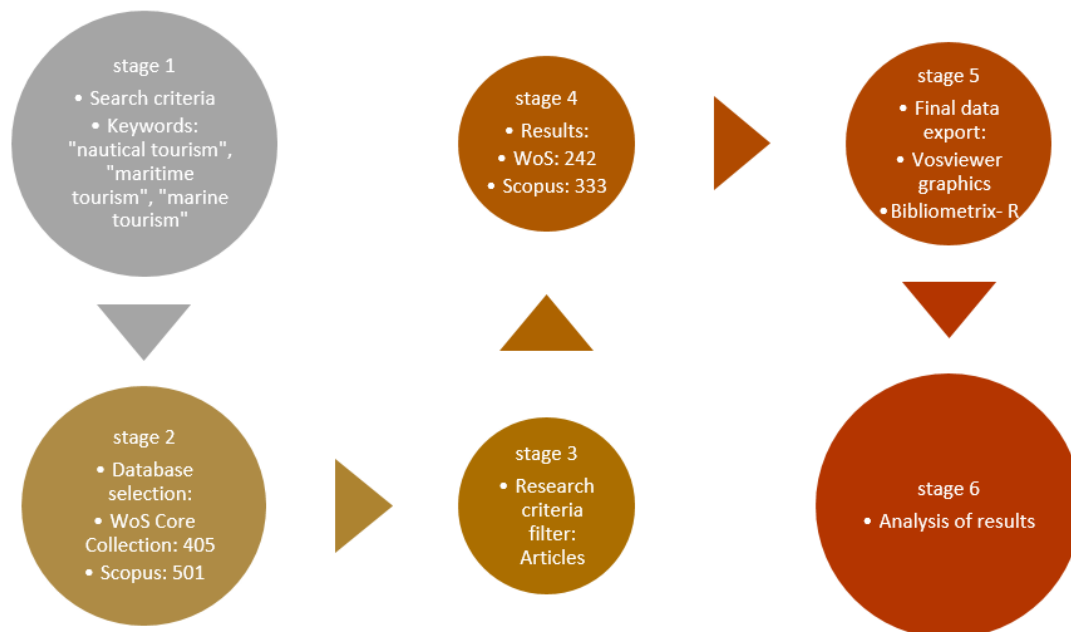 stage 1
• Search criteria
• Keywords:
"nautical tourism",
"maritime
tourism", "marine
tourism"
stage 2
• Database
selection:
• WoS Core
Collection: 405
• Scopus: 501
stage 3
• Research
criteria
filter:
Articles
stage 4
• Results:
• WoS: 242
• Scopus: 333
stage 5
• Final data
export:
• Vosviewer
graphics
•Bibliometrix- R
stage 6
• Analysis of results